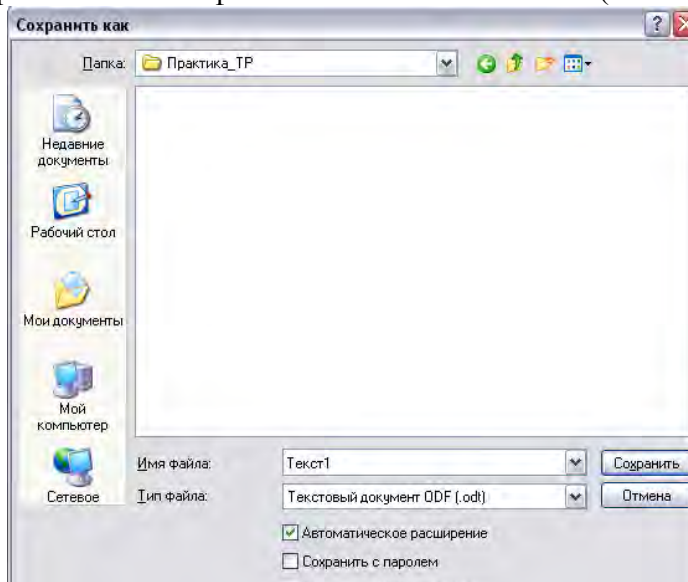 Сохранить как
Папка: Практика_ТР
Недавние
документы
Рабочий стол
Мои документы
Мой
компьютер
Сетевое
Имя файла: Текст1 Сохранить
Тип файла: Текстовый документ ODF (.odt) Отмена
Автоматическое расширение
Сохранить с паролем